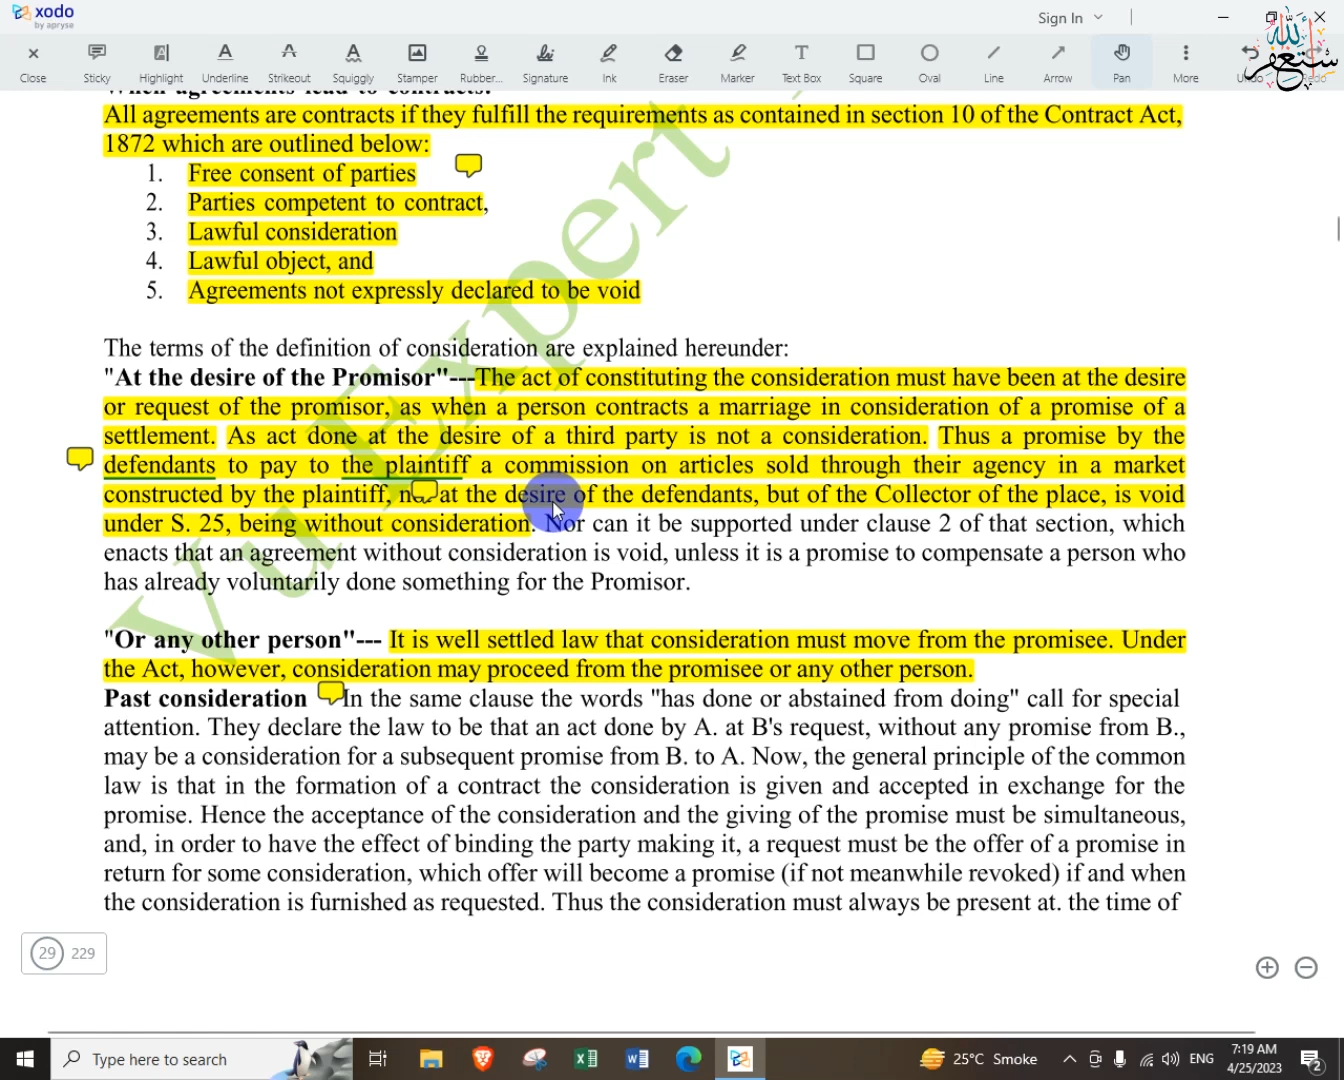 xodo
by apryse
Sign In
Close Sticky Highlight Underline Strikeout Squiggly Stamper Rubber... Signature Ink Eraser Marker Text Box Square Oval Line Arrow Pan More Undo Redo
When agreements lead to contracts:
All agreements are contracts if they fulfill the requirements as contained in section 10 of the Contract Act,
1872 which are outlined below:
1. Free consent of parties
2. Parties competent to contract,
3. Lawful consideration
4. Lawful object, and
5. Agreements not expressly declared to be void
Vu Expert
The terms of the definition of consideration are explained hereunder:
"At the desire of the Promisor"---The act of constituting the consideration must have been at the desire
or request of the promisor, as when a person contracts a marriage in consideration of a promise of a
settlement. As act done at the desire of a third party is not a consideration. Thus a promise by the
defendants to pay to the plaintiff a commission on articles sold through their agency in a market
constructed by the plaintiff, at the desire of the defendants, but of the Collector of the place, is void
under S. 25, being without consideration. Nor can it be supported under clause 2 of that section, which
enacts that an agreement without consideration is void, unless it is a promise to compensate a person who
has already voluntarily done something for the Promisor.
"Or any other person"--- It is well settled law that consideration must move from the promisee. Under
the Act, however, consideration may proceed from the promisee or any other person.
Past consideration In the same clause the words "has done or abstained from doing" call for special
attention. They declare the law to be that an act done by A. at B's request, without any promise from B.,
may be a consideration for a subsequent promise from B. to A. Now, the general principle of the common
law is that in the formation of a contract the consideration is given and accepted in exchange for the
promise. Hence the acceptance of the consideration and the giving of the promise must be simultaneous,
and, in order to have the effect of binding the party making it, a request must be the offer of a promise in
return for some consideration, which offer will become a promise (if not meanwhile revoked) if and when
the consideration is furnished as requested. Thus the consideration must always be present at. the time of
29 229
Type here to search
25°C Smoke
ENG
7:19 AM
4/25/2023
2